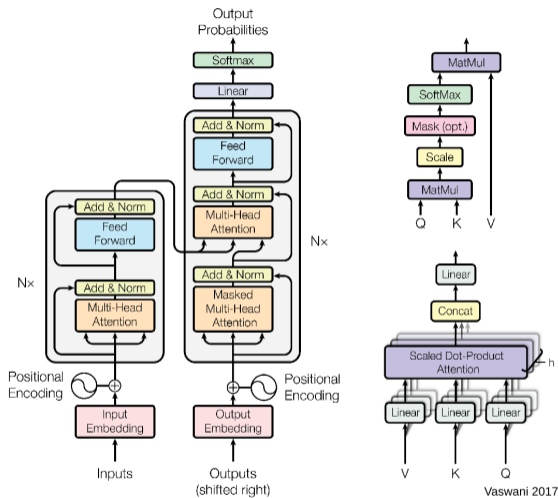 Output
Probabilities
Softmax
Linear
Add & Norm
Feed
Forward
Add & Norm
Multi-Head
Attention
Add & Norm
Masked
Multi-Head
Attention
N×
Positional
Encoding
Output
Embedding
Outputs
(shifted right)
Add & Norm
Feed
Forward
Add & Norm
Multi-Head
Attention
N×
Positional
Encoding
Input
Embedding
Inputs
MatMul
SoftMax
Mask (opt.)
Scale
MatMul
Q K V
Linear
Concat
Scaled Dot-Product
Attention
h
Linear Linear Linear
V K Q
Vaswani 2017